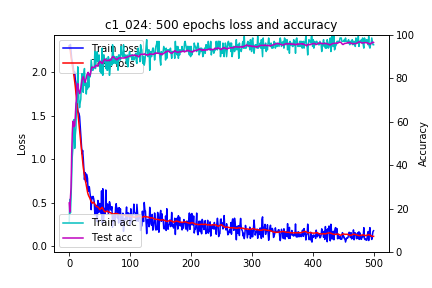 c1_024: 500 epochs loss and accuracy
Train loss
Test loss
Train acc
Test acc
Loss
Accuracy
2.0
1.5
1.0
0.5
0.0
100
80
60
40
20
0
0
100
200
300
400
500